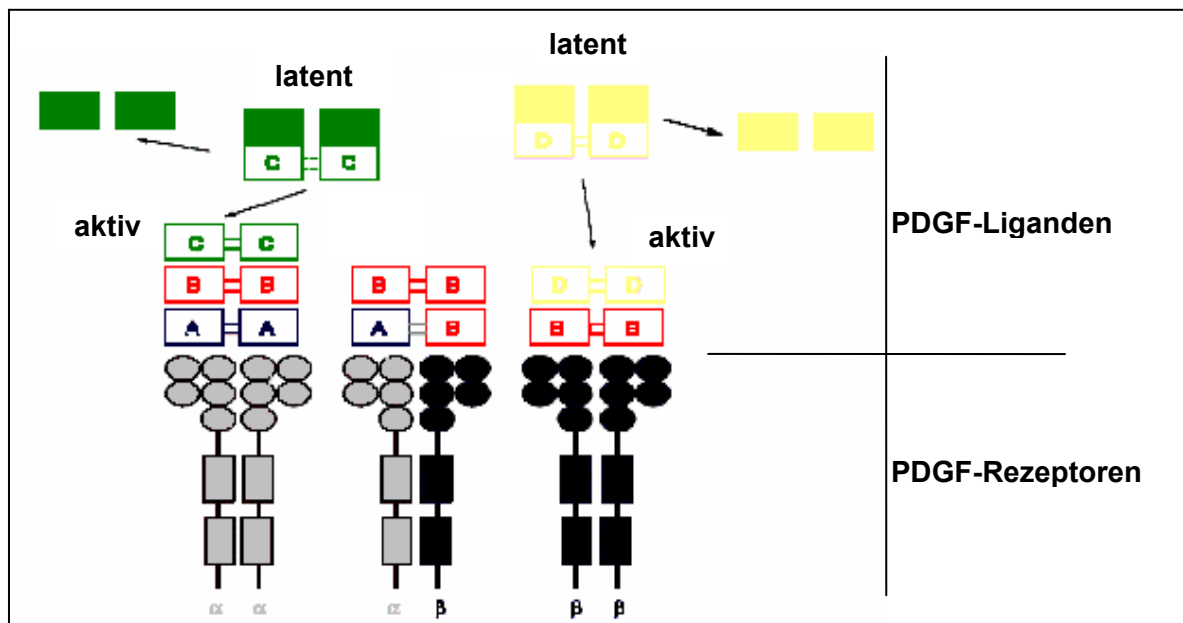 latent
latent
C C
D D
aktiv
aktiv
PDGF-Liganden
C C
B B
B B
D D
A A
A B
B B
PDGF-Rezeptoren
α α
α β
β β